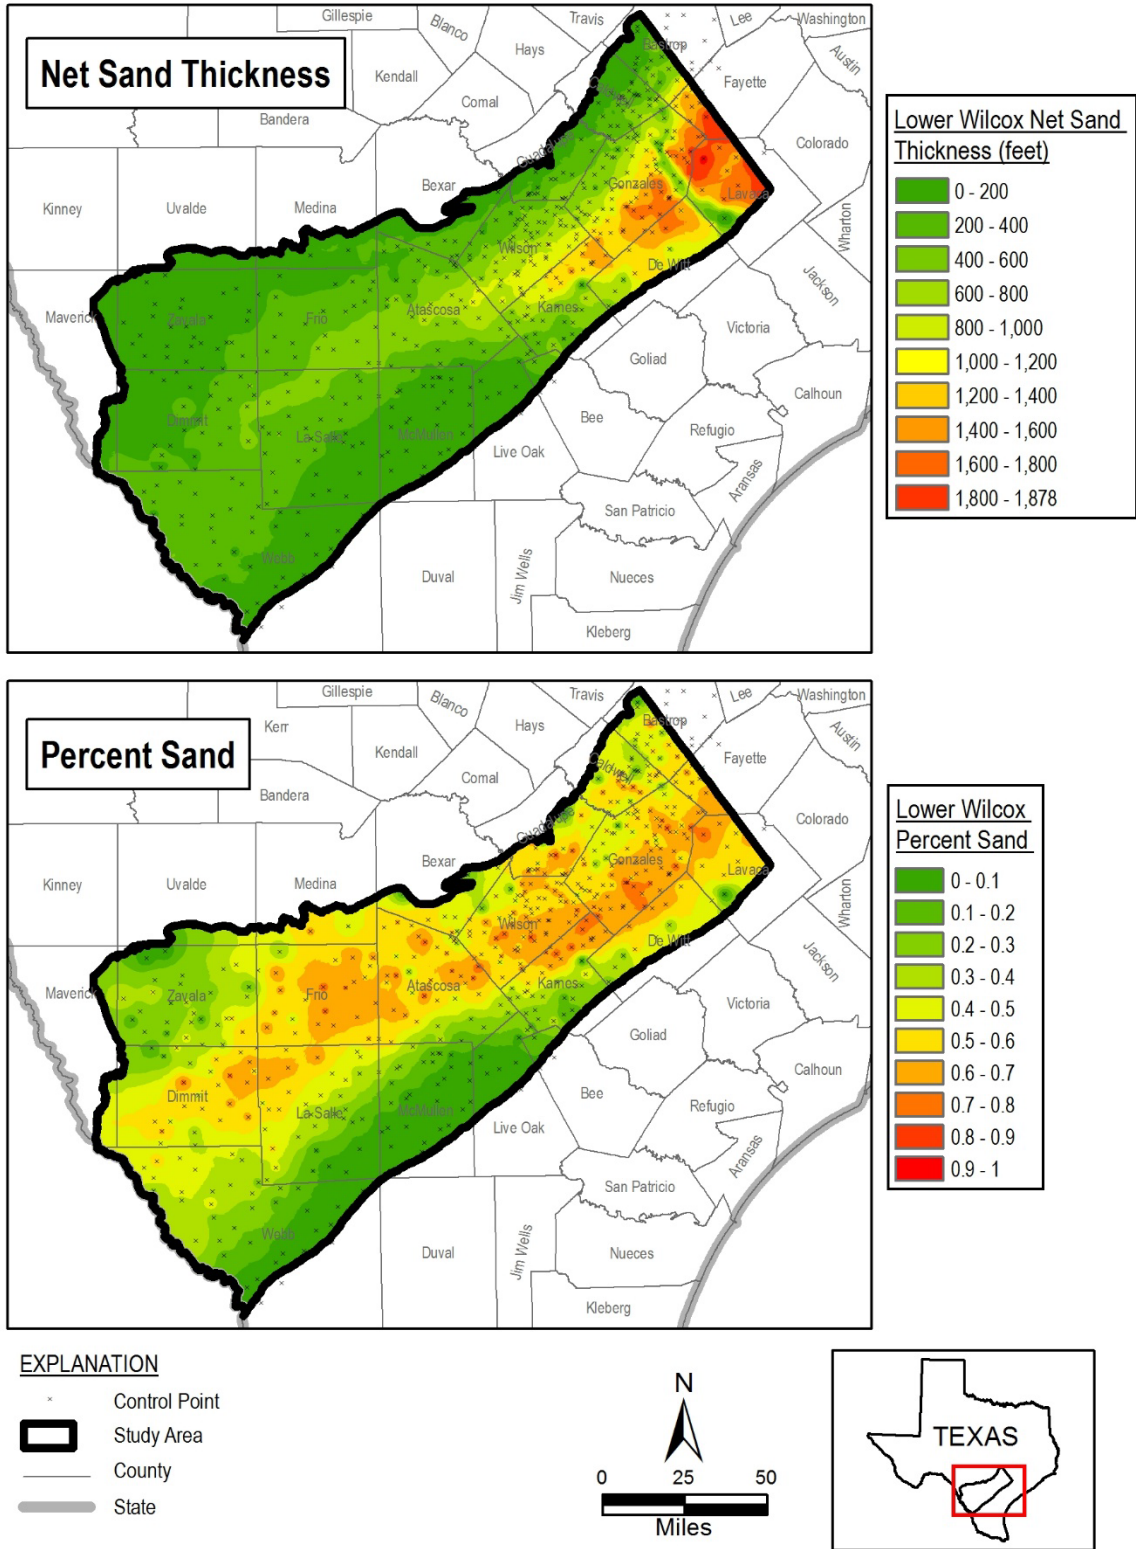 Net Sand Thickness
Gillespie
Travis
Lee
Washington
Blanco
Hays
Bastrop
Austin
Kendall
Fayette
Comal
Caldwell
Bandera
Colorado
Guadalupe
Bexar
Gonzales
Lavaca
Kinney
Uvalde
Medina
Wharton
Wilson
De Witt
Jackson
Maverick
Zavala
Frio
Atascosa
Karnes
Victoria
Goliad
Calhoun
Dimmit
La Salle
McMullen
Bee
Refugio
Live Oak
Aransas
San Patricio
Webb
Duval
Jim Wells
Nueces
Kleberg
Lower Wilcox Net Sand
Thickness (feet)
0 - 200
200 - 400
400 - 600
600 - 800
800 - 1,000
1,000 - 1,200
1,200 - 1,400
1,400 - 1,600
1,600 - 1,800
1,800 - 1,878
Percent Sand
Gillespie
Travis
Lee
Washington
Blanco
Kerr
Hays
Bastrop
Austin
Kendall
Fayette
Comal
Caldwell
Bandera
Colorado
Guadalupe
Bexar
Gonzales
Lavaca
Kinney
Uvalde
Medina
Wharton
Wilson
De Witt
Jackson
Maverick
Zavala
Frio
Atascosa
Karnes
Victoria
Goliad
Calhoun
Dimmit
La Salle
McMullen
Bee
Refugio
Live Oak
Aransas
San Patricio
Webb
Duval
Jim Wells
Nueces
Kleberg
Lower Wilcox
Percent Sand
0 - 0.1
0.1 - 0.2
0.2 - 0.3
0.3 - 0.4
0.4 - 0.5
0.5 - 0.6
0.6 - 0.7
0.7 - 0.8
0.8 - 0.9
0.9 - 1
EXPLANATION
Control Point
Study Area
County
State
N
0 25 50
Miles
TEXAS